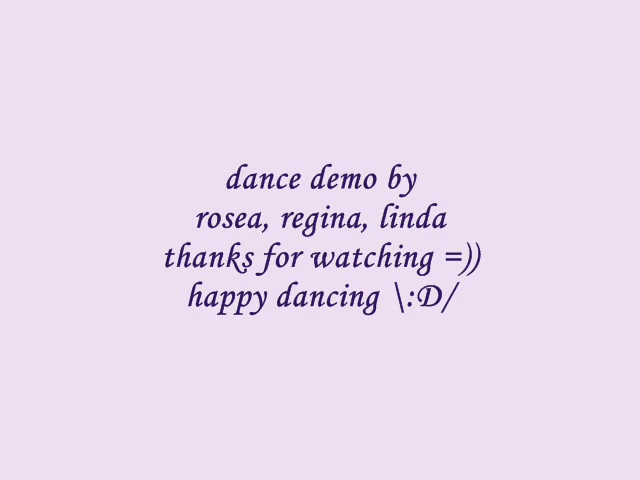 dance demo by
rosea, regina, linda
thanks for watching =))
happy dancing \:D/